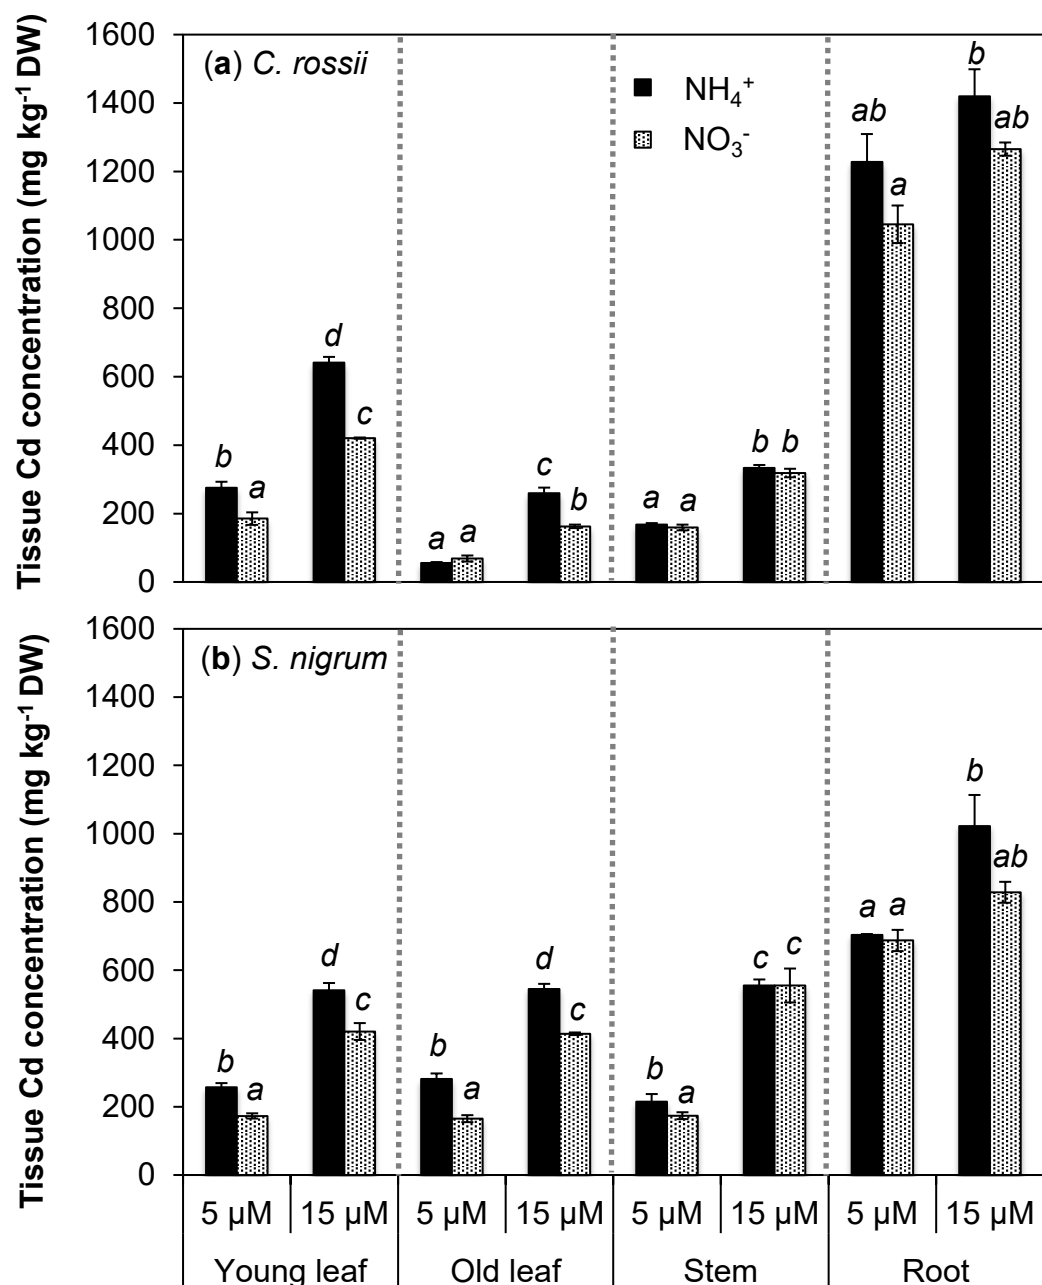 Tissue Cd concentration (mg kg⁻¹ DW)
1600
1400
1200
1000
800
600
400
200
0
(a) C. rossii
NH₄⁺
NO₃⁻
b
a
d
c
a
a
c
b
a
a
b
b
ab
a
b
ab
Tissue Cd concentration (mg kg⁻¹ DW)
1600
1400
1200
1000
800
600
400
200
0
(b) S. nigrum
b
a
d
c
b
a
d
c
b
a
c
c
a
a
b
ab
5 µM 15 µM 5 µM 15 µM 5 µM 15 µM 5 µM 15 µM
Young leaf Old leaf Stem Root